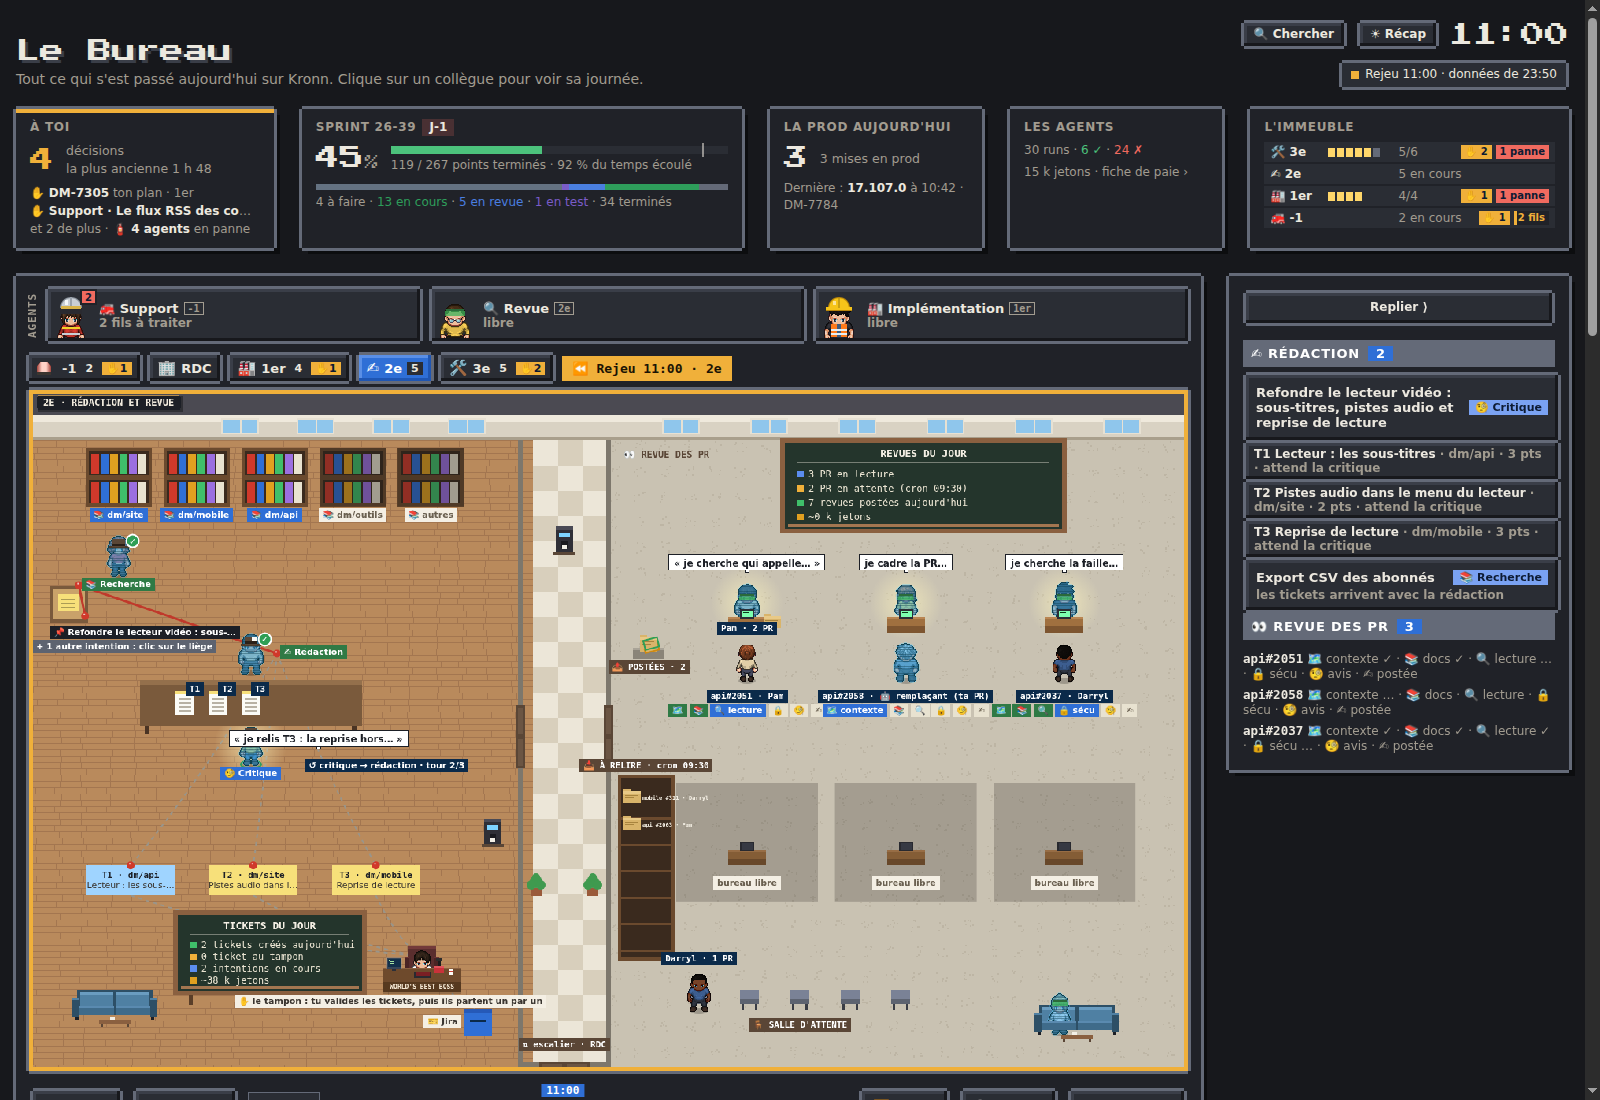 Le Bureau
Tout ce qui s'est passé aujourd'hui sur Kronn. Clique sur un collègue pour voir sa journée.
🔍 Chercher
☀ Récap
11:00
Rejeu 11:00 · données de 23:50
À TOI
4 décisions
la plus ancienne 1 h 48
✋ DM-7305 ton plan · 1er
✋ Support · Le flux RSS des co…
et 2 de plus · 4 agents en panne
SPRINT 26-39 J-1
45%
119 / 267 points terminés · 92 % du temps écoulé
4 à faire · 13 en cours · 5 en revue · 1 en test · 34 terminés
LA PROD AUJOURD'HUI
3 3 mises en prod
Dernière : 17.107.0 à 10:42 ·
DM-7784
LES AGENTS
30 runs · 6 ✓ · 24 ✗
15 k jetons · fiche de paie ›
L'IMMEUBLE
3e 5/6 2 1 panne
2e 5 en cours
1er 4/4 1 1 panne
-1 2 en cours 1 2 fils
AGENTS
2
Support -1
2 fils à traiter
Revue 2e
libre
Implémentation 1er
libre
-1 2 1
RDC
1er 4 1
2e 5
3e 5 2
Rejeu 11:00 · 2e
2E · RÉDACTION ET REVUE
dm/site
dm/mobile
dm/api
dm/outils
autres
Recherche
Refondre le lecteur vidéo : sous-…
+ 1 autre intention : clic sur le liège
Rédaction
T1
T2
T3
« je relis T3 : la reprise hors… »
Critique
↺ critique → rédaction · tour 2/3
T1 · dm/api
Lecteur : les sous-…
T2 · dm/site
Pistes audio dans l…
T3 · dm/mobile
Reprise de lecture
TICKETS DU JOUR
2 tickets créés aujourd'hui
0 ticket au tampon
2 intentions en cours
~38 k jetons
WORLD'S BEST BOSS
✋ le tampon : tu valides les tickets, puis ils partent un par un
Jira
escalier · RDC
👀 REVUE DES PR
REVUES DU JOUR
3 PR en lecture
2 PR en attente (cron 09:30)
7 revues postées aujourd'hui
~0 k jetons
« je cherche qui appelle… »
je cadre la PR…
je cherche la faille…
Pam · 2 PR
POSTÉES · 2
api#2051 · Pam
api#2058 · 🤖 remplaçant (ta PR)
api#2037 · Darryl
lecture
contexte
sécu
À RELIRE · cron 09:30
mobile #311 · Darryl
api #2063 · Pam
bureau libre
bureau libre
bureau libre
Darryl · 1 PR
SALLE D'ATTENTE
11:00
Replier ⟩
✍ RÉDACTION 2
Refondre le lecteur vidéo :
sous-titres, pistes audio et
reprise de lecture
Critique
T1 Lecteur : les sous-titres · dm/api · 3 pts
· attend la critique
T2 Pistes audio dans le menu du lecteur ·
dm/site · 2 pts · attend la critique
T3 Reprise de lecture · dm/mobile · 3 pts ·
attend la critique
Export CSV des abonnés
Recherche
les tickets arrivent avec la rédaction
👀 REVUE DES PR 3
api#2051 🗺 contexte ✓ · 📚 docs ✓ · 🔍 lecture …
· 🔒 sécu · 🧐 avis · ✍ postée
api#2058 🗺 contexte … · 📚 docs · 🔍 lecture · 🔒
sécu · 🧐 avis · ✍ postée
api#2037 🗺 contexte ✓ · 📚 docs ✓ · 🔍 lecture ✓
· 🔒 sécu … · 🧐 avis · ✍ postée